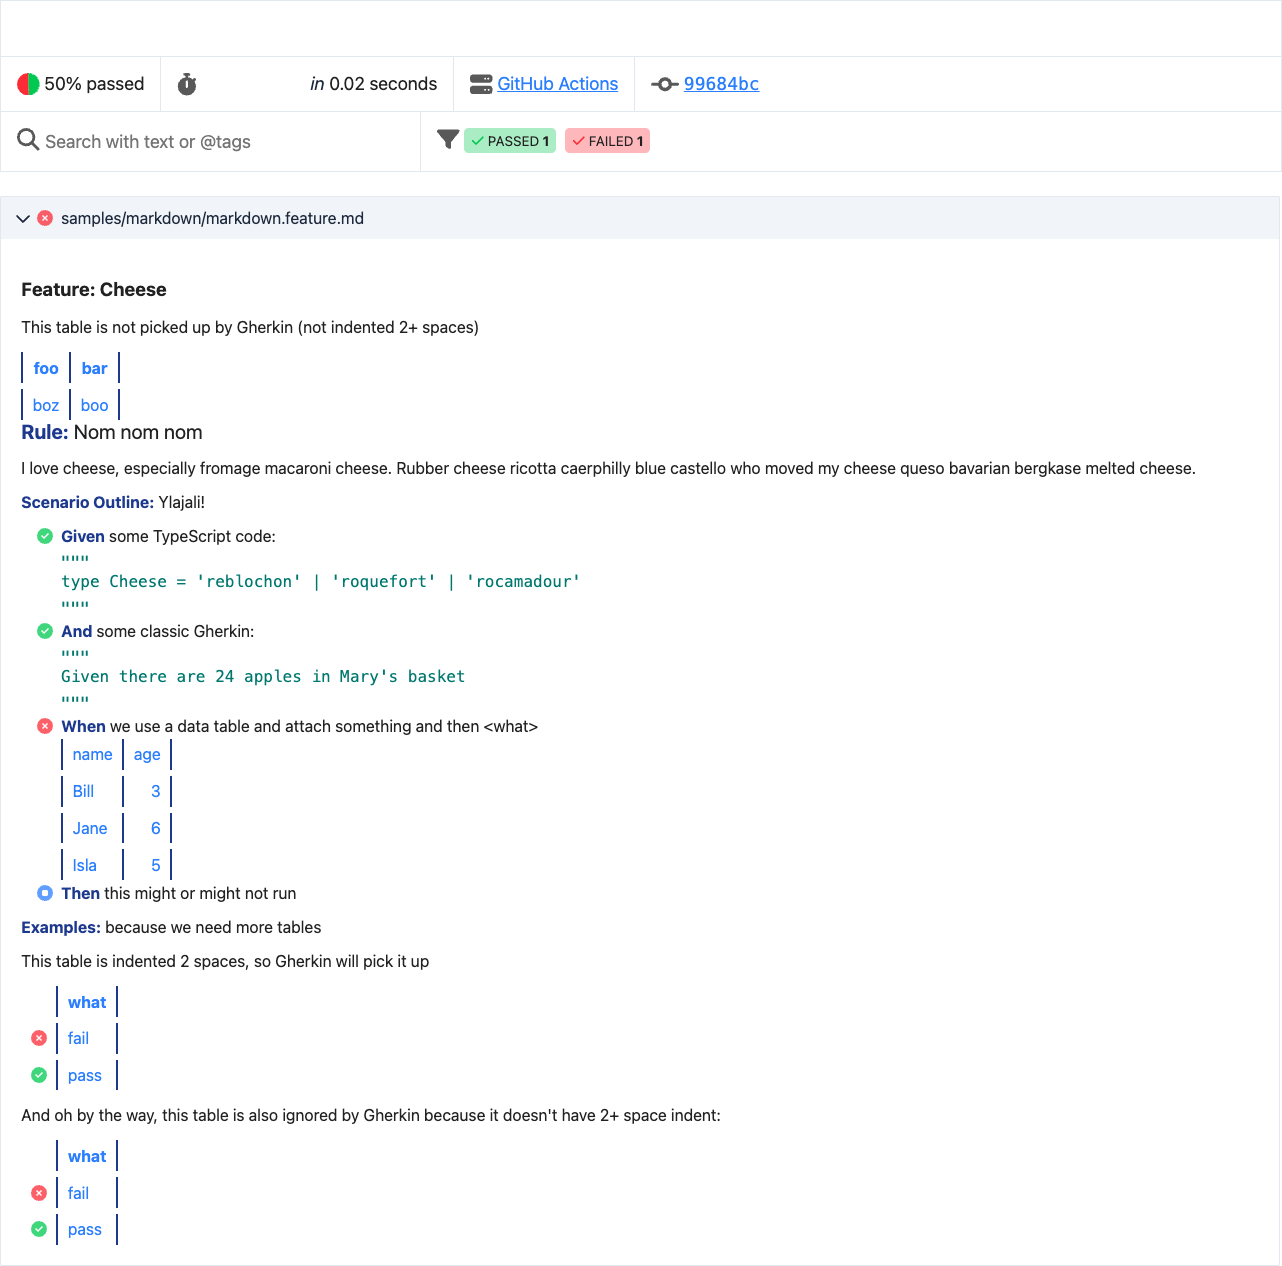 50% passed
in 0.02 seconds
GitHub Actions
99684bc
Search with text or @tags
PASSED 1
FAILED 1
samples/markdown/markdown.feature.md
Feature: Cheese
This table is not picked up by Gherkin (not indented 2+ spaces)
foo bar
boz boo
Rule: Nom nom nom
I love cheese, especially fromage macaroni cheese. Rubber cheese ricotta caerphilly blue castello who moved my cheese queso bavarian bergkase melted cheese.
Scenario Outline: Ylajali!
Given some TypeScript code:
"""
type Cheese = 'reblochon' | 'roquefort' | 'rocamadour'
"""
And some classic Gherkin:
"""
Given there are 24 apples in Mary's basket
"""
When we use a data table and attach something and then <what>
name age
Bill 3
Jane 6
Isla 5
Then this might or might not run
Examples: because we need more tables
This table is indented 2 spaces, so Gherkin will pick it up
what
fail
pass
And oh by the way, this table is also ignored by Gherkin because it doesn't have 2+ space indent:
what
fail
pass